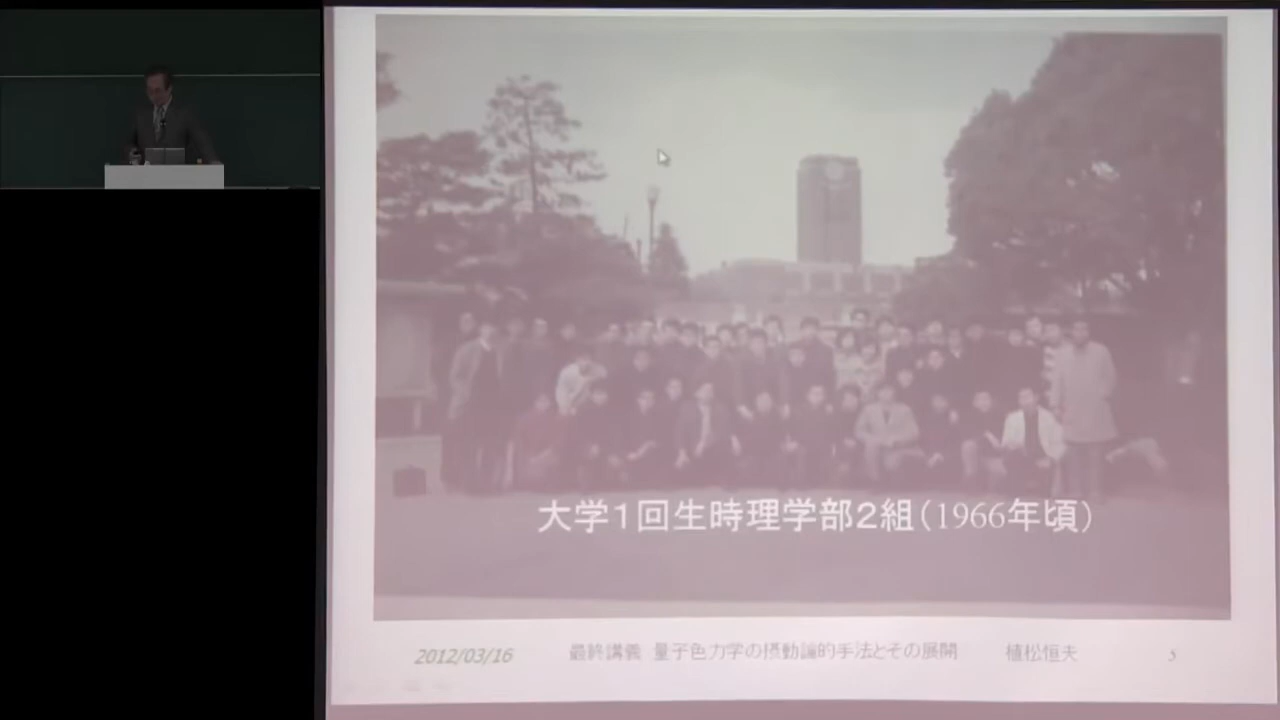 大学１回生時理学部２組（1966年頃）
2012/03/16 最終講義 量子色力学の摂動論的手法とその展開 植松恒夫 5